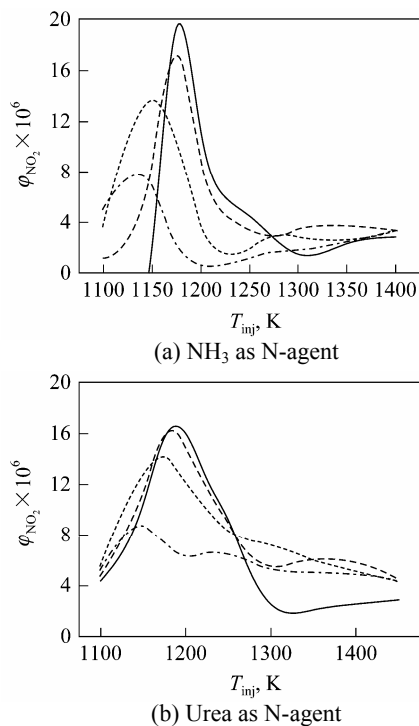 20
16
12
8
4
0
φNO₂×10⁶
1100 1150 1200 1250 1300 1350 1400
Tinj, K
(a) NH₃ as N-agent
20
16
12
8
4
0
φNO₂×10⁶
1100 1200 1300 1400
Tinj, K
(b) Urea as N-agent